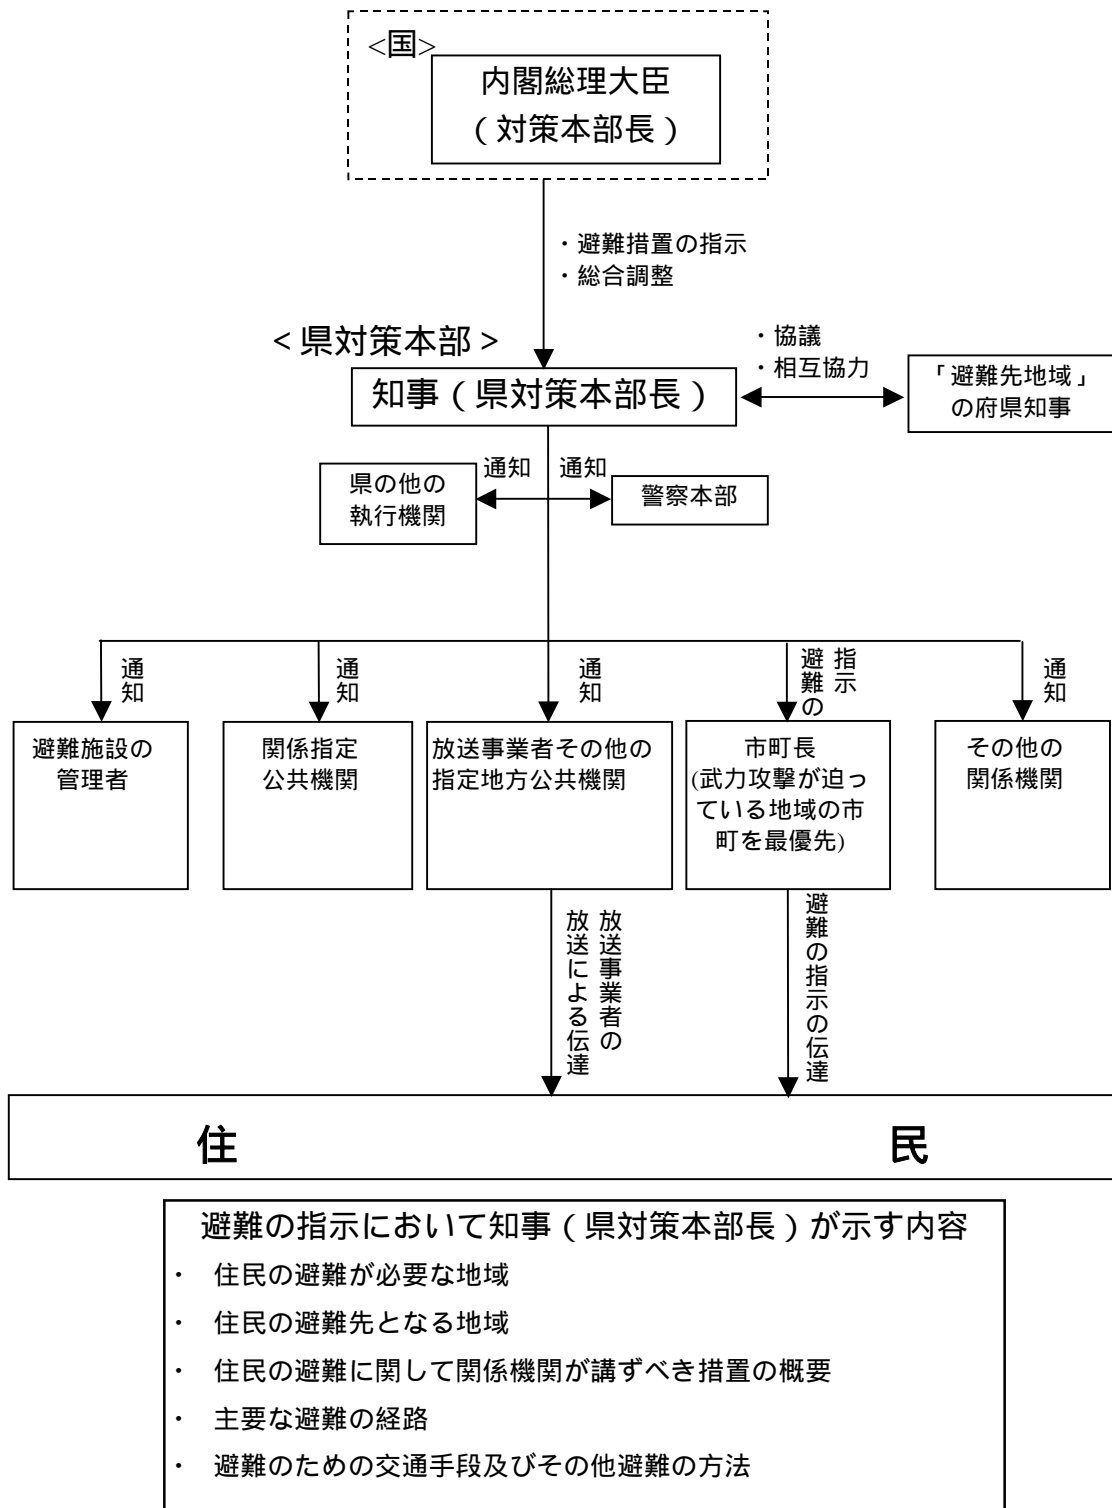 <国>
内閣総理大臣
（対策本部長）
・避難措置の指示
・総合調整
＜県対策本部＞
・協議
・相互協力
知事（県対策本部長）
「避難先地域」
の府県知事
通知
通知
県の他の
執行機関
警察本部
通知
通知
通知
避難の
指示
通知
避難施設の
管理者
関係指定
公共機関
放送事業者その他の
指定地方公共機関
市町長
(武力攻撃が迫っ
ている地域の市
町を最優先)
その他の
関係機関
放送事業者の
放送による伝達
避難の指示の伝達
住民
避難の指示において知事（県対策本部長）が示す内容
・ 住民の避難が必要な地域
・ 住民の避難先となる地域
・ 住民の避難に関して関係機関が講ずべき措置の概要
・ 主要な避難の経路
・ 避難のための交通手段及びその他避難の方法